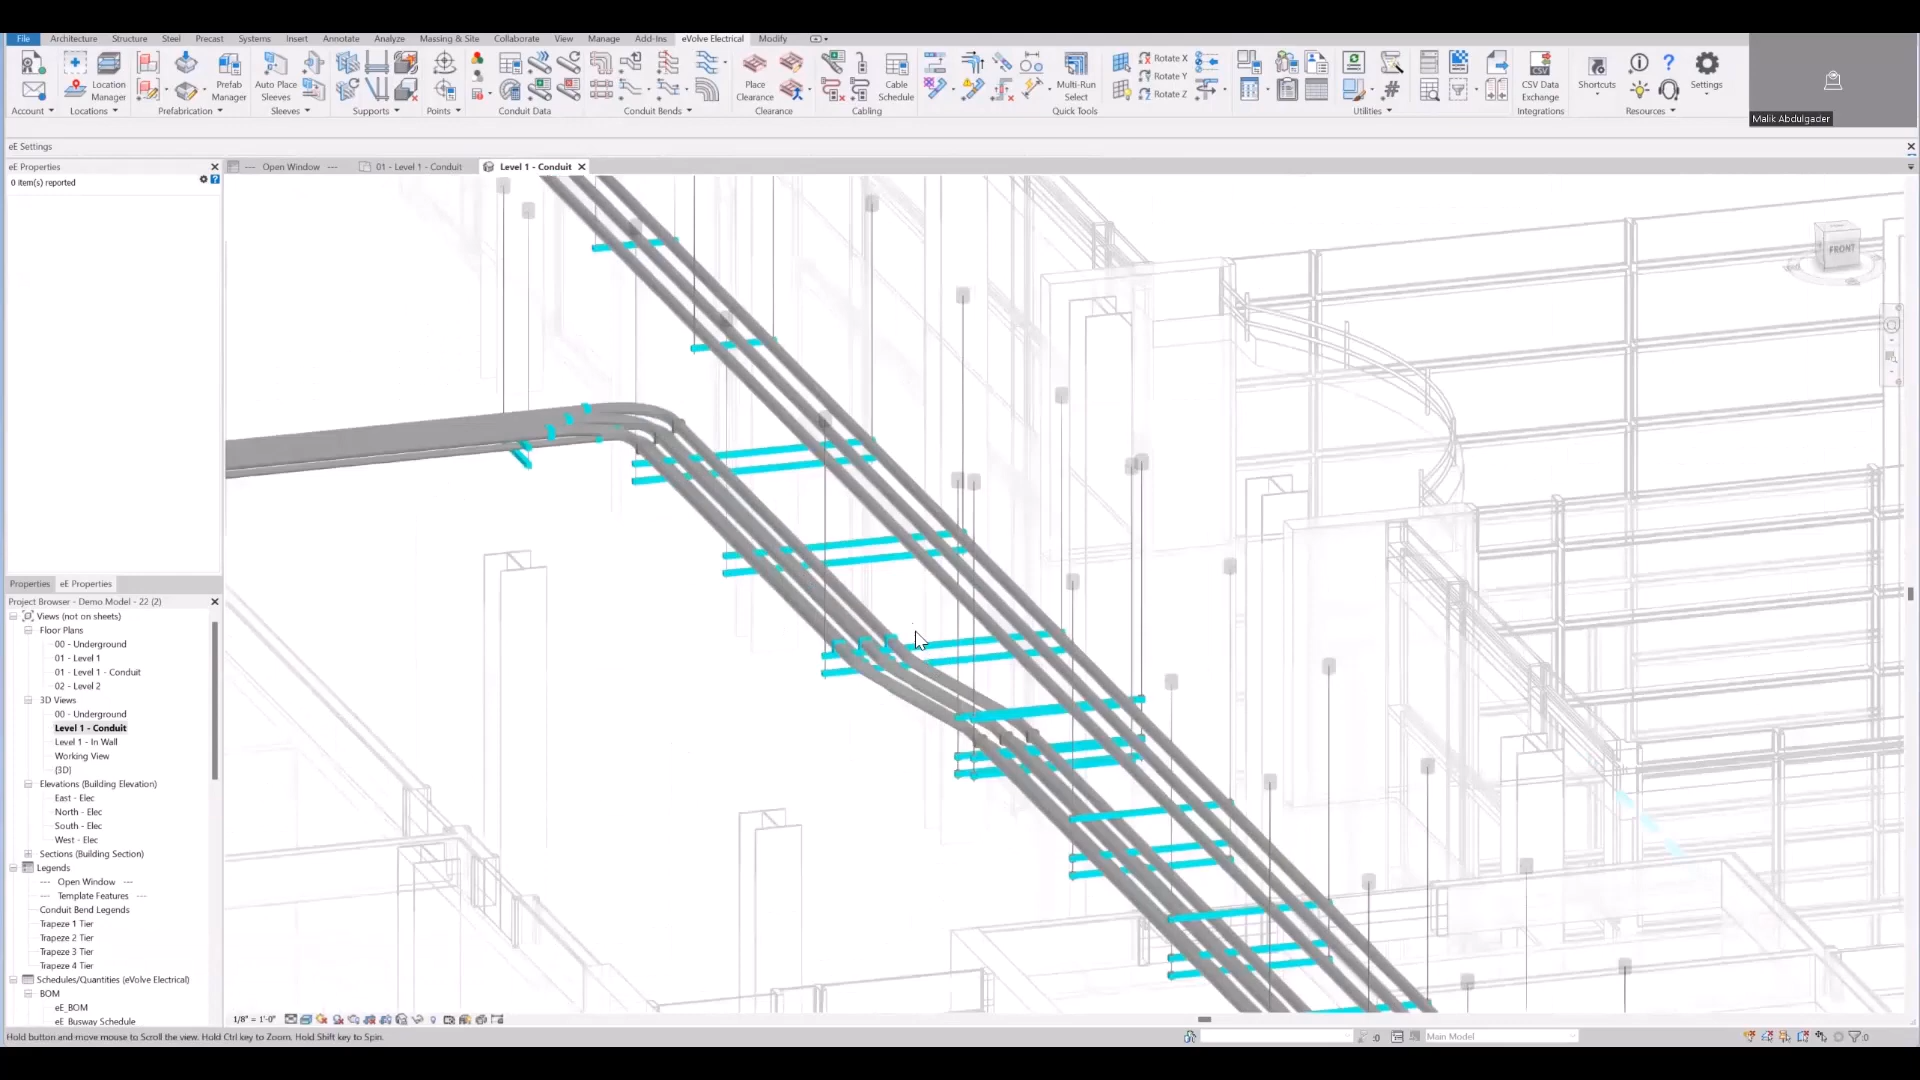 File Architecture Structure Steel Precast Systems Insert Annotate Analyze Massing & Site Collaborate View Manage Add-Ins eVolve Electrical Modify
Rotate X
Rotate Y
Rotate Z
Location Manager
Prefab Manager
Auto Place Sleeves
Place Clearance
Cable Schedule
Multi-Run Select
CSV Data Exchange
Shortcuts
Settings
Account Locations Prefabrication Sleeves Supports Points Conduit Data Conduit Bends Clearance Cabling Quick Tools Utilities Integrations Resources
Malik Abdulgader
eE Settings
eE Properties
--- Open Window ---
01 - Level 1 - Conduit
Level 1 - Conduit
0 item(s) reported
FRONT
Properties eE Properties
Project Browser - Demo Model - 22 (2)
Views (not on sheets)
Floor Plans
00 - Underground
01 - Level 1
01 - Level 1 - Conduit
02 - Level 2
3D Views
00 - Underground
Level 1 - Conduit
Level 1 - In Wall
Working View
{3D}
Elevations (Building Elevation)
East - Elec
North - Elec
South - Elec
West - Elec
Sections (Building Section)
Legends
--- Open Window ---
--- Template Features ---
Conduit Bend Legends
Trapeze 1 Tier
Trapeze 2 Tier
Trapeze 3 Tier
Trapeze 4 Tier
Schedules/Quantities (eVolve Electrical)
BOM
eE_BOM
eE_Busway Schedule
1/8" = 1'-0"
Hold button and move mouse to Scroll the view. Hold Ctrl key to Zoom. Hold Shift key to Spin.
:0
Main Model
:0